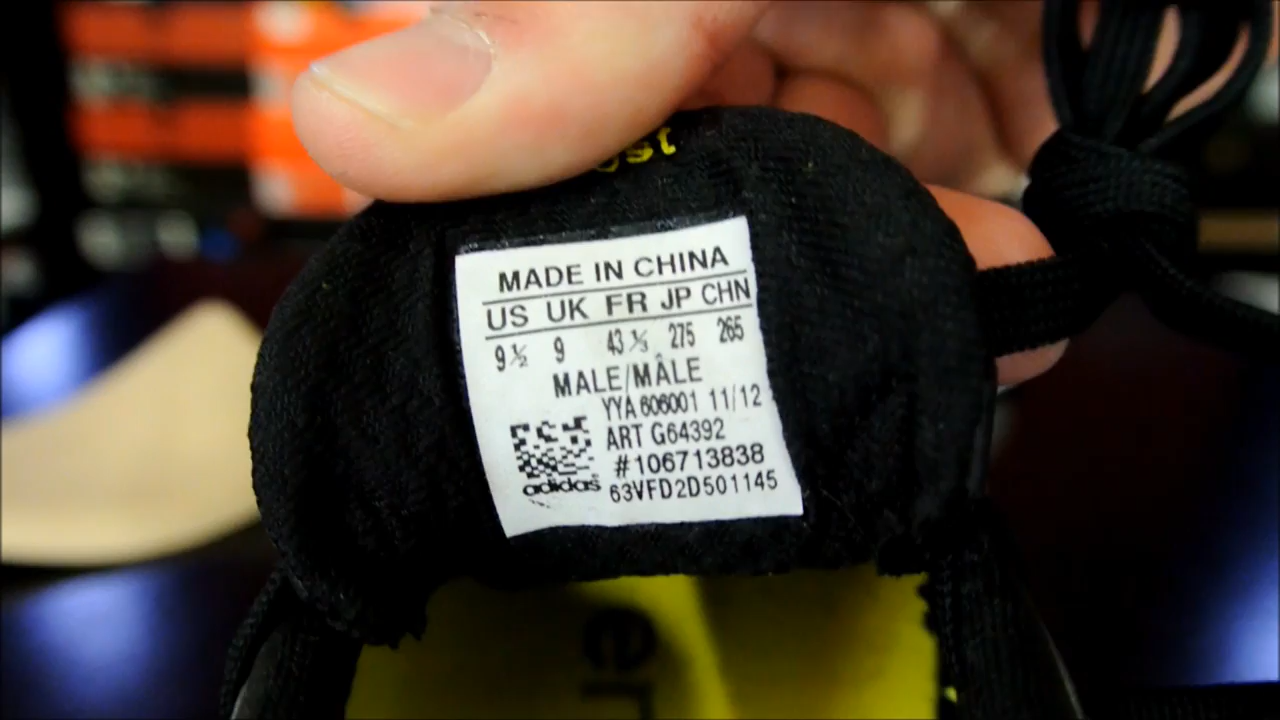 ost
MADE IN CHINA
US UK FR JP CHN
9½ 9 43⅓ 275 265
MALE/MÂLE
YYA 606001 11/12
ART G64392
#106713838
adidas
63VFD2D501145